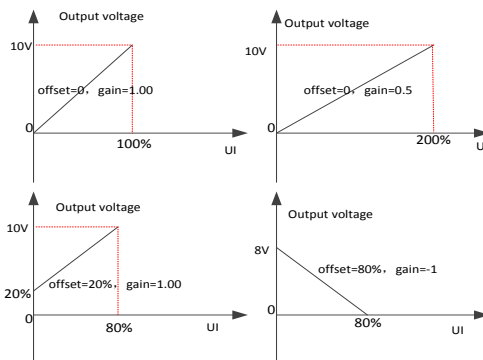 Output voltage
10V
offset=0，gain=1.00
0
100%
UI
Output voltage
10V
offset=0，gain=0.5
0
200%
U
Output voltage
10V
offset=20%，gain=1.00
20%
0
80%
UI
Output voltage
8V
offset=80%，gain=-1
0
80%
UI